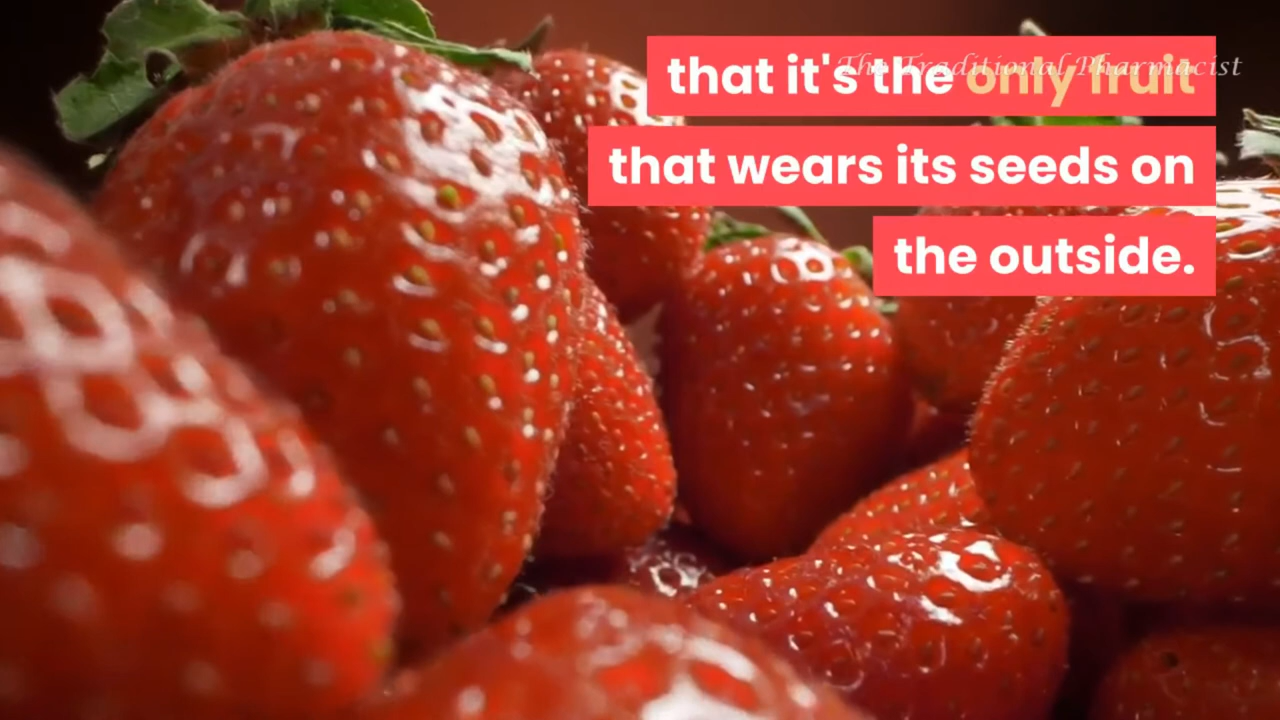 The Traditional Pharmacist
that it's the only fruit
that wears its seeds on
the outside.